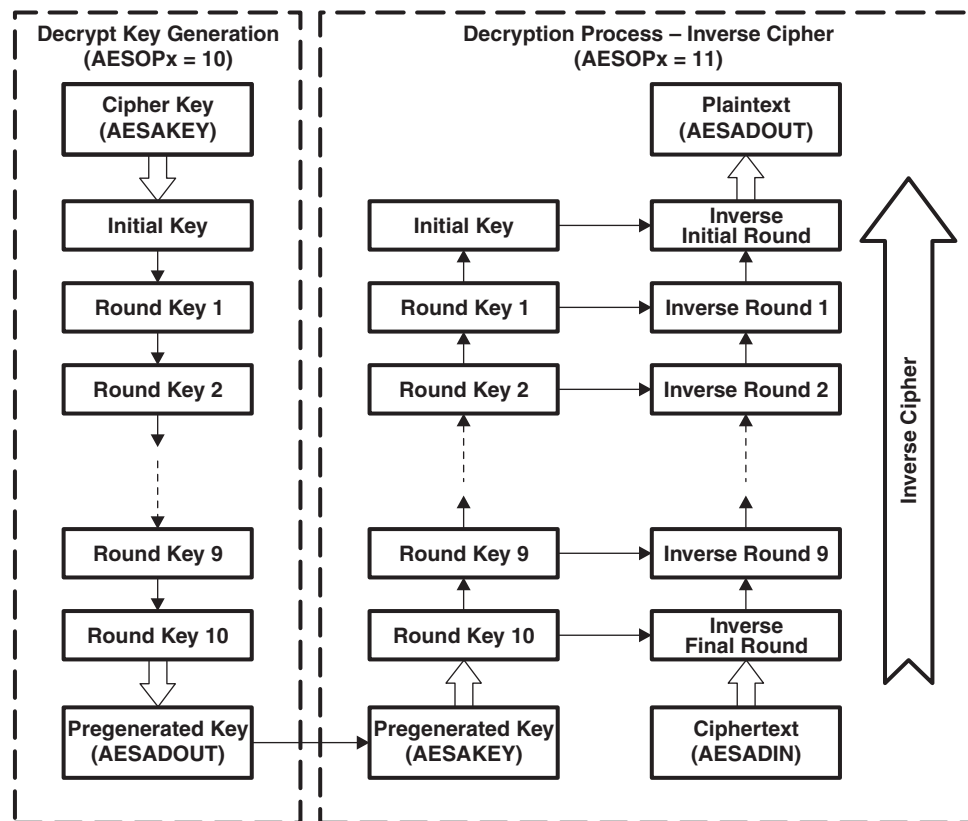 Decrypt Key Generation
(AESOPx = 10)
Cipher Key
(AESAKEY)
Initial Key
Round Key 1
Round Key 2
Round Key 9
Round Key 10
Pregenerated Key
(AESADOUT)
Decryption Process – Inverse Cipher
(AESOPx = 11)
Plaintext
(AESADOUT)
Initial Key
Inverse
Initial Round
Round Key 1
Inverse Round 1
Round Key 2
Inverse Round 2
Round Key 9
Inverse Round 9
Round Key 10
Inverse
Final Round
Pregenerated Key
(AESAKEY)
Ciphertext
(AESADIN)
Inverse Cipher